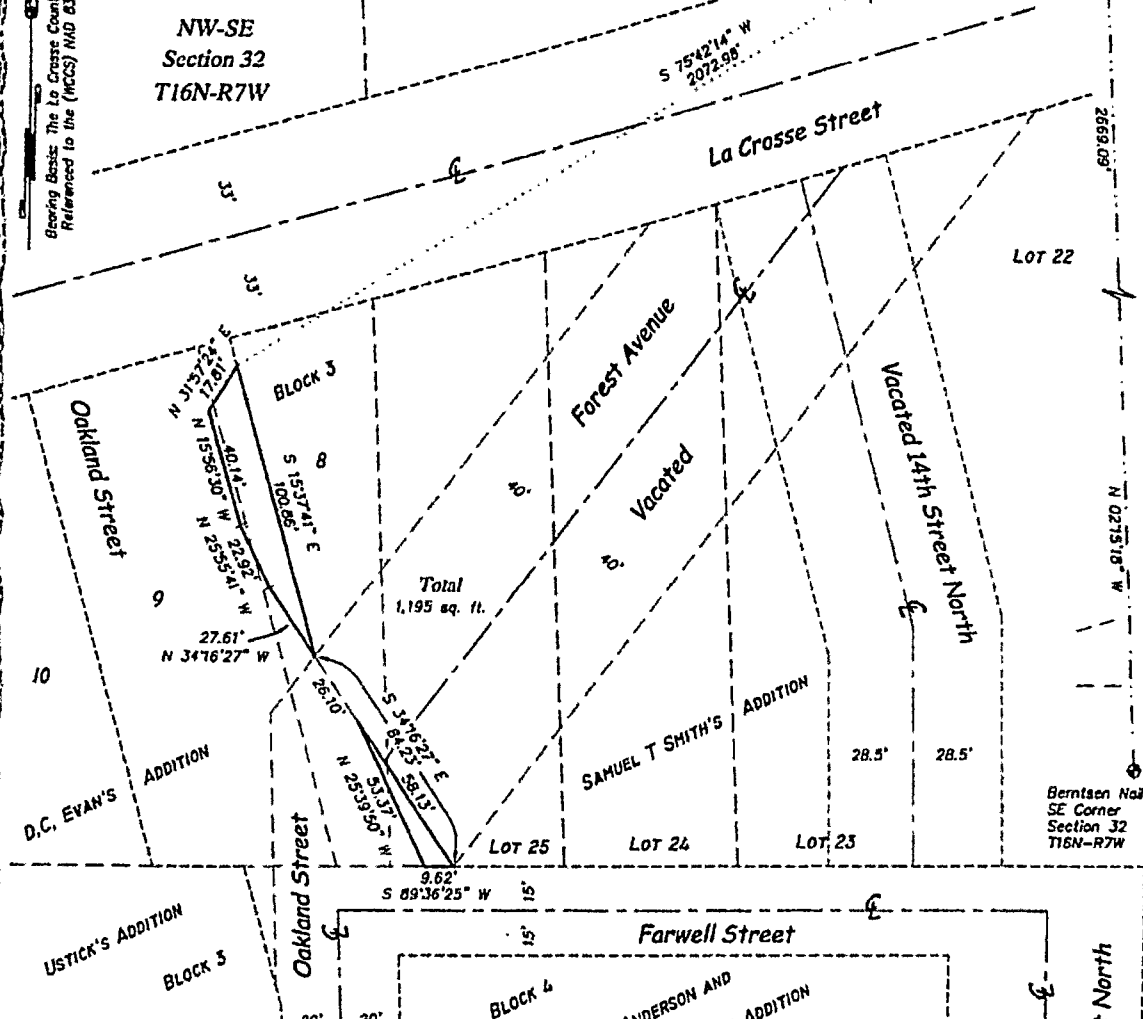 NW-SE
Section 32
T16N-R7W
Bearing Basis: The La Crosse
Referenced to the (WCCS) NAD 83
S 75°42'14" W
2072.98'
La Crosse Street
2669.09'
33'
33'
LOT 22
N 31°57'24" E
17.81'
BLOCK 3
Forest Avenue
Oakland Street
40.14'
N 15°56'30" W
S 15°37'41" E
100.86'
8
Vacated 14th Street North
Vacated
40'
40'
N 02°15'18" W
22.92'
N 25°55'41" W
Total
1,195 sq. ft.
9
27.61'
N 34°16'27" W
10
26.10'
S 34°16'27" E
84.23'
58.13'
53.37'
N 25°39'50" W
SAMUEL T SMITH'S ADDITION
28.5'
28.5'
D.C. EVAN'S ADDITION
Berntsen Nail
SE Corner
Section 32
T16N-R7W
LOT 25
LOT 24
LOT 23
9.62'
S 89°36'25" W
15'
Oakland Street
15'
Farwell Street
USTICK'S ADDITION
BLOCK 3
BLOCK 4
ANDERSON AND
ADDITION
North